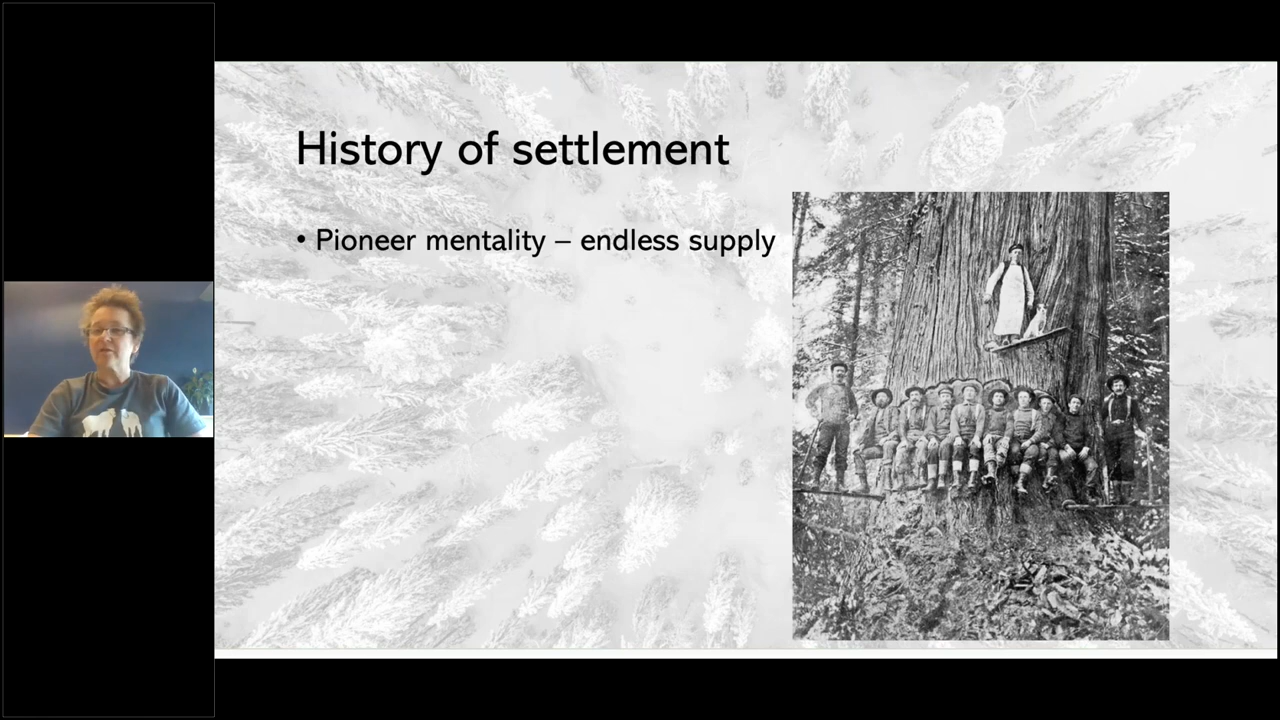 History of settlement
• Pioneer mentality – endless supply